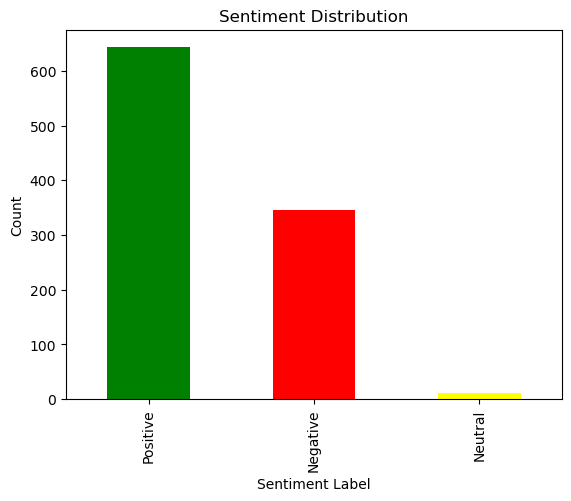 Sentiment Distribution
600
500
400
300
200
100
0
Count
Positive
Negative
Neutral
Sentiment Label